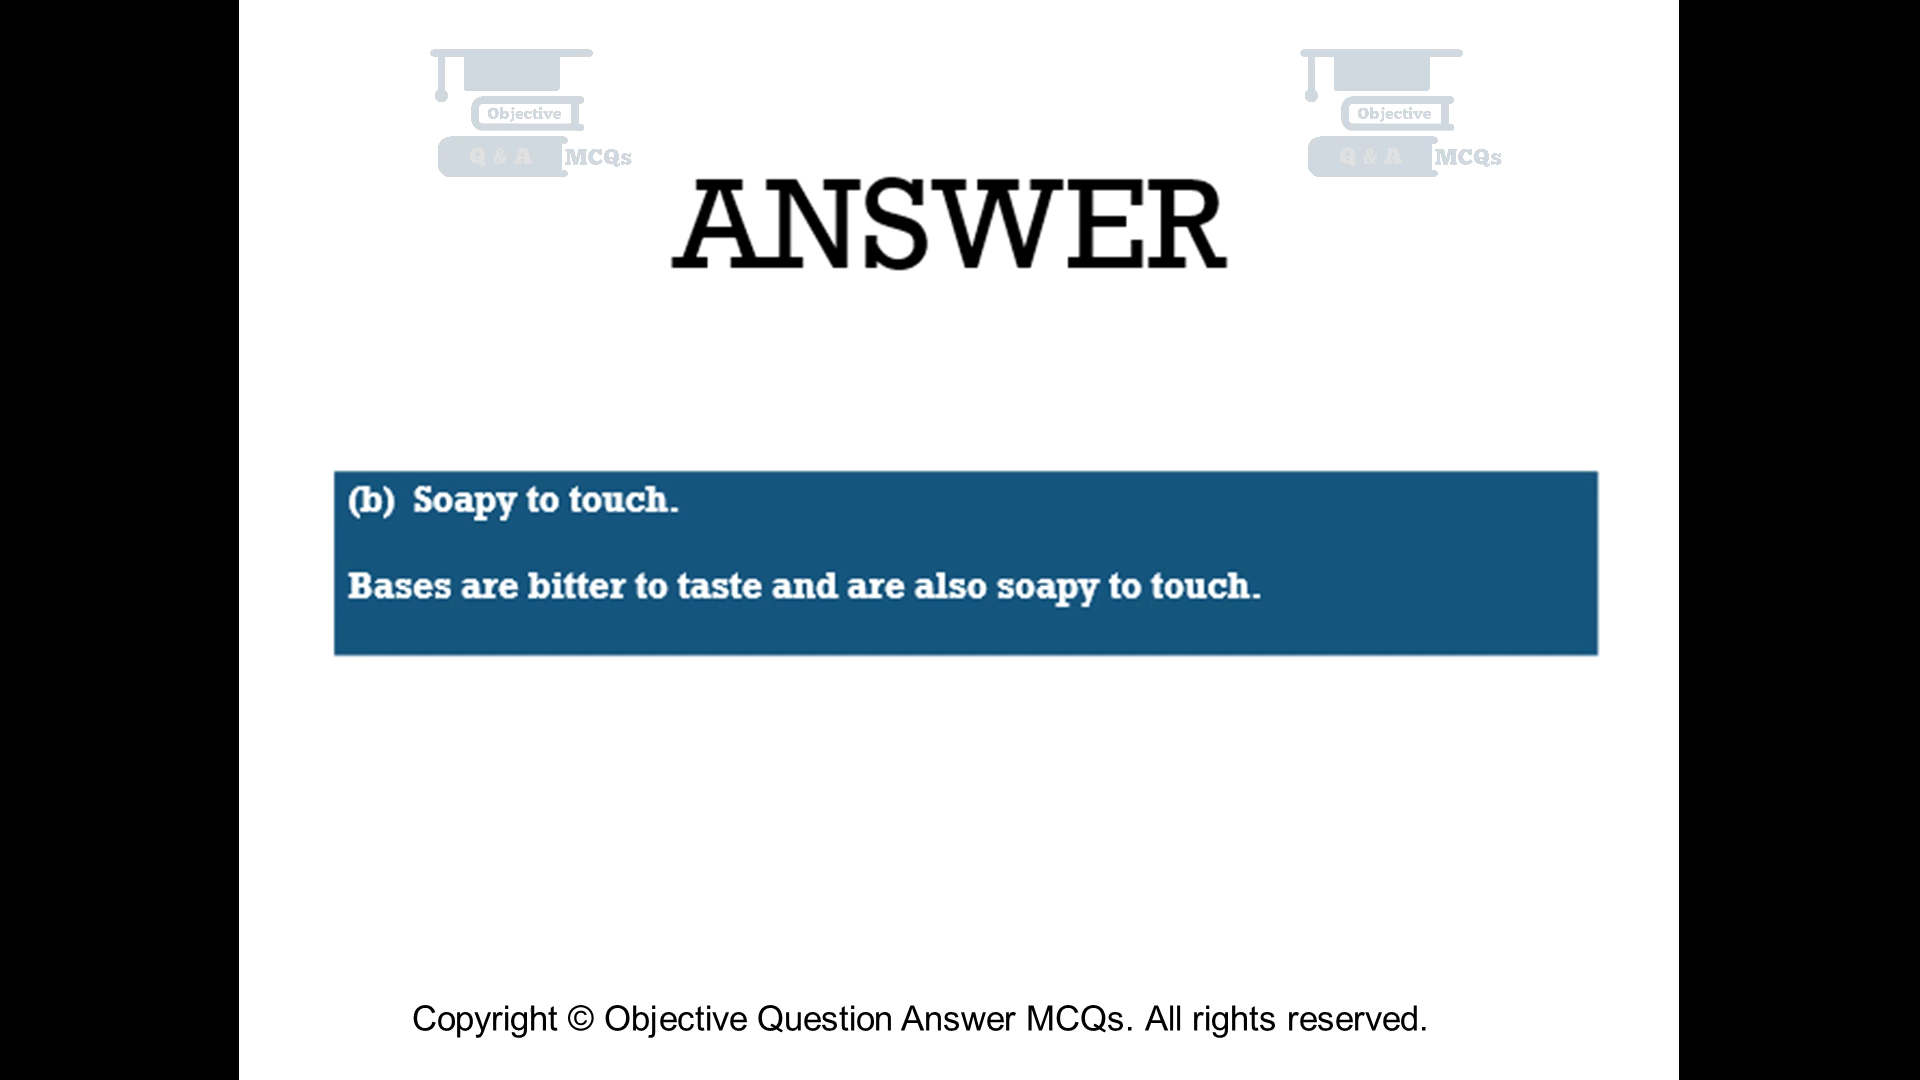 Objective
Q & A MCQs
Objective
Q & A MCQs
ANSWER
(b) Soapy to touch.
Bases are bitter to taste and are also soapy to touch.
Copyright © Objective Question Answer MCQs. All rights reserved.